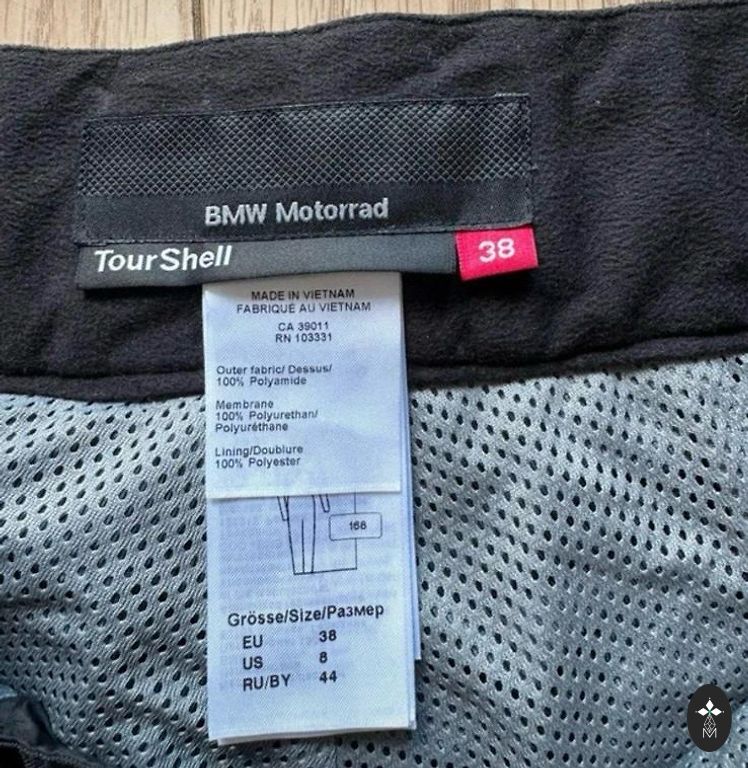 BMW Motorrad
TourShell
38
MADE IN VIETNAM
FABRIQUÉ AU VIETNAM
CA 39011
RN 103331
Outer fabric/ Dessus/
100% Polyamide
Membrane
100% Polyurethan/
Polyuréthane
Lining/Doublure
100% Polyester
168
Grösse/Size/Размер
EU 38
US 8
RU/BY 44
M